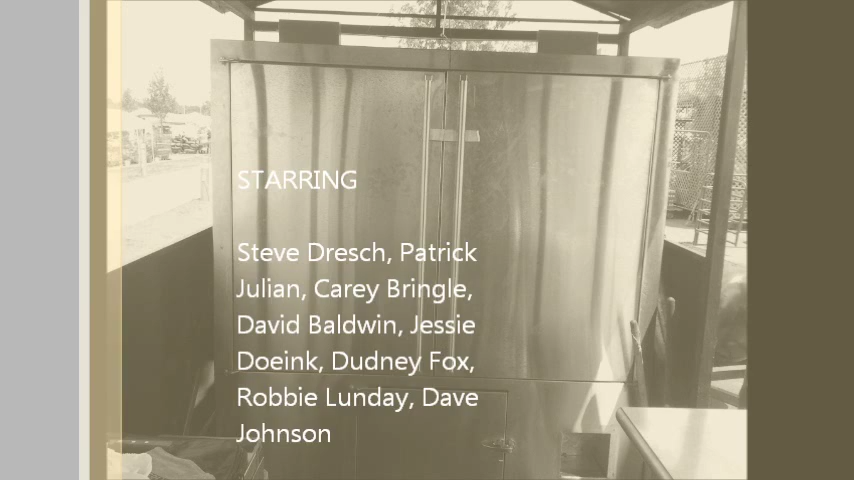 STARRING
Steve Dresch, Patrick
Julian, Carey Bringle,
David Baldwin, Jessie
Doeink, Dudney Fox,
Robbie Lunday, Dave
Johnson